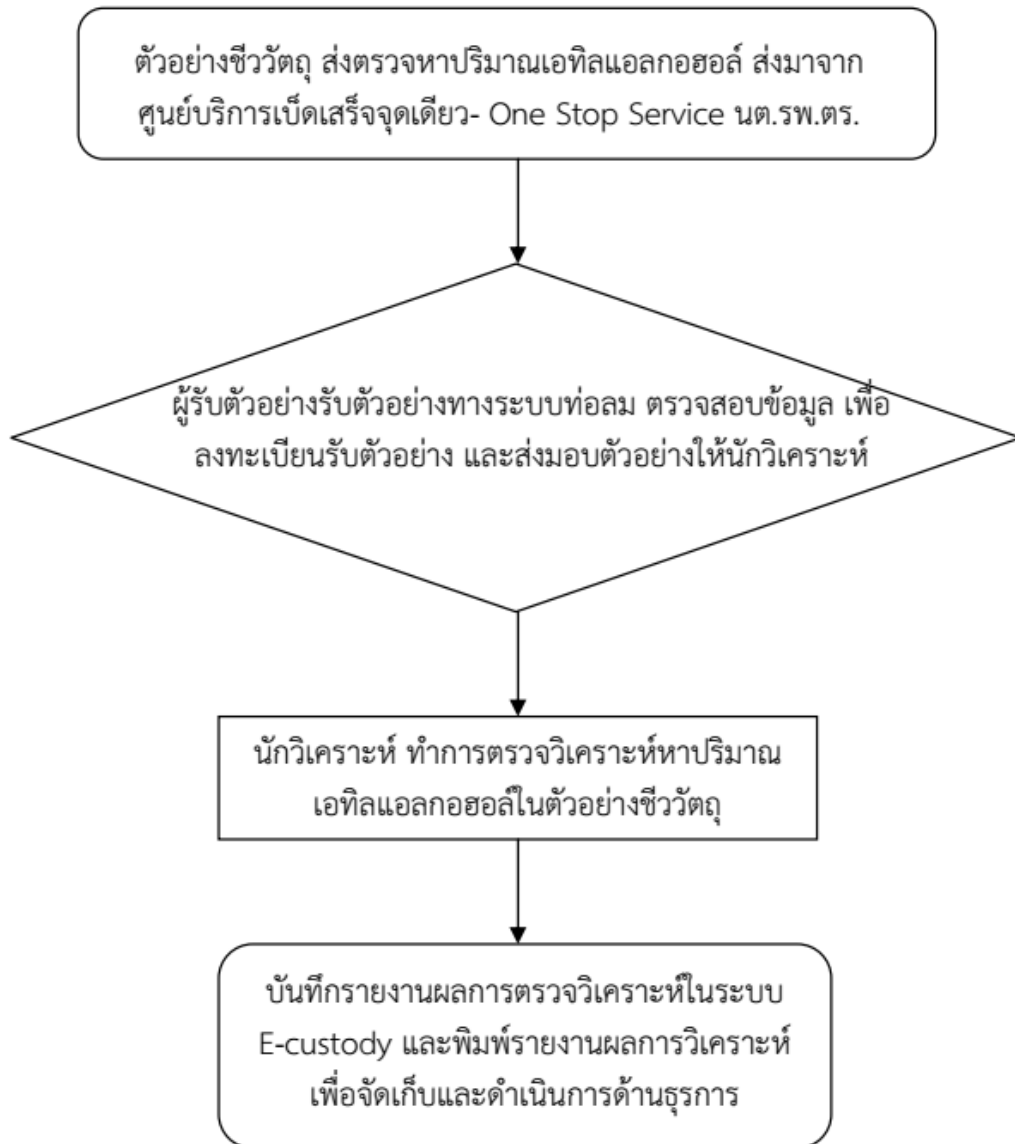 ตัวอย่างชีววัตถุ ส่งตรวจหาปริมาณเอทิลแอลกอฮอล์ ส่งมาจาก
ศูนย์บริการเบ็ดเสร็จจุดเดียว- One Stop Service นต.รพ.ตร.
ผู้รับตัวอย่างรับตัวอย่างทางระบบท่อลม ตรวจสอบข้อมูล เพื่อ
ลงทะเบียนรับตัวอย่าง และส่งมอบตัวอย่างให้นักวิเคราะห์
นักวิเคราะห์ ทำการตรวจวิเคราะห์หาปริมาณ
เอทิลแอลกอฮอล์ในตัวอย่างชีววัตถุ
บันทึกรายงานผลการตรวจวิเคราะห์ในระบบ
E-custody และพิมพ์รายงานผลการวิเคราะห์
เพื่อจัดเก็บและดำเนินการด้านธุรการ